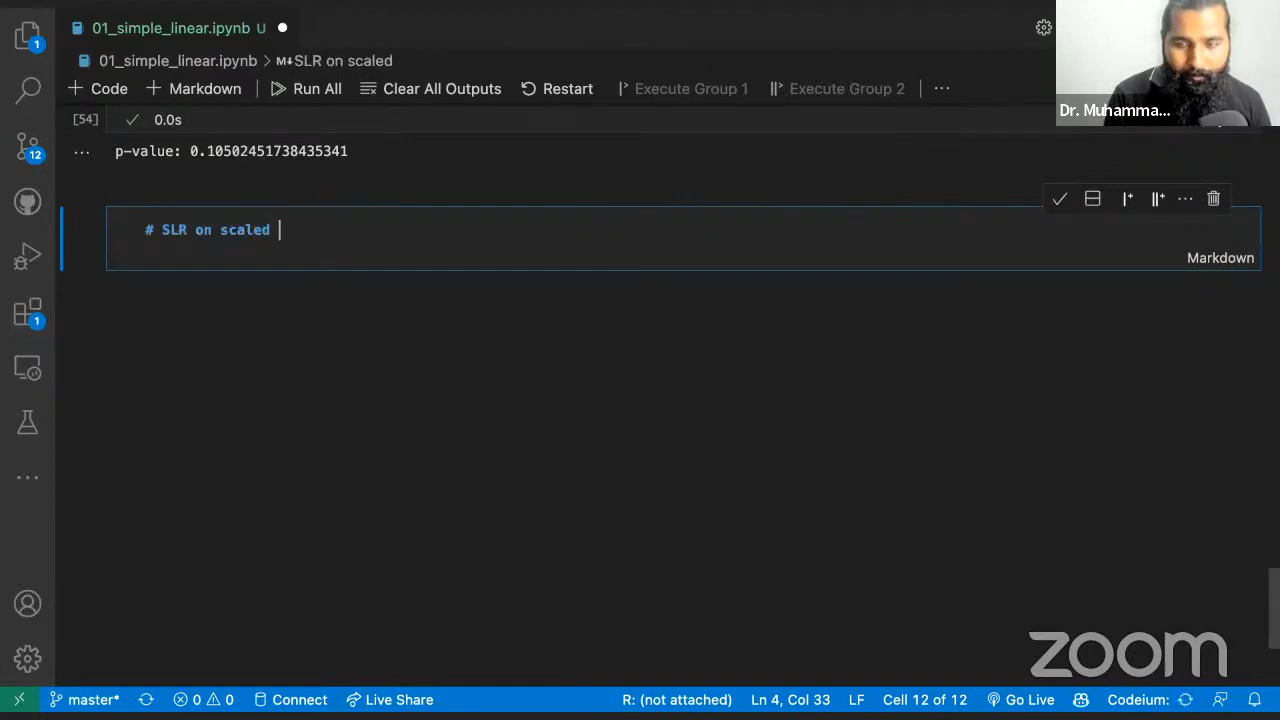 01_simple_linear.ipynb U
01_simple_linear.ipynb > M↓SLR on scaled
+ Code + Markdown Run All Clear All Outputs Restart Execute Group 1 Execute Group 2 ...
Dr. Muhamma...
[54] ✓ 0.0s
... p-value: 0.10502451738435341
# SLR on scaled
Markdown
1
12
1
zoom
master* 0 0 Connect Live Share R: (not attached) Ln 4, Col 33 LF Cell 12 of 12 Go Live Codeium: